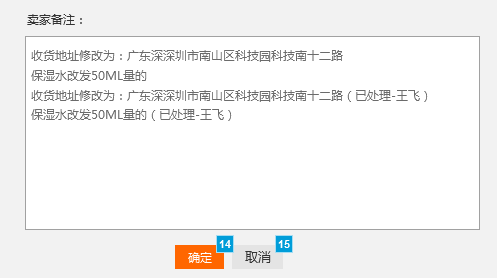 卖家备注：
收货地址修改为：广东深深圳市南山区科技园科技南十二路
保湿水改发50ML量的
收货地址修改为：广东深深圳市南山区科技园科技南十二路（已处理-王飞）
保湿水改发50ML量的（已处理-王飞）
确定 14 取消 15